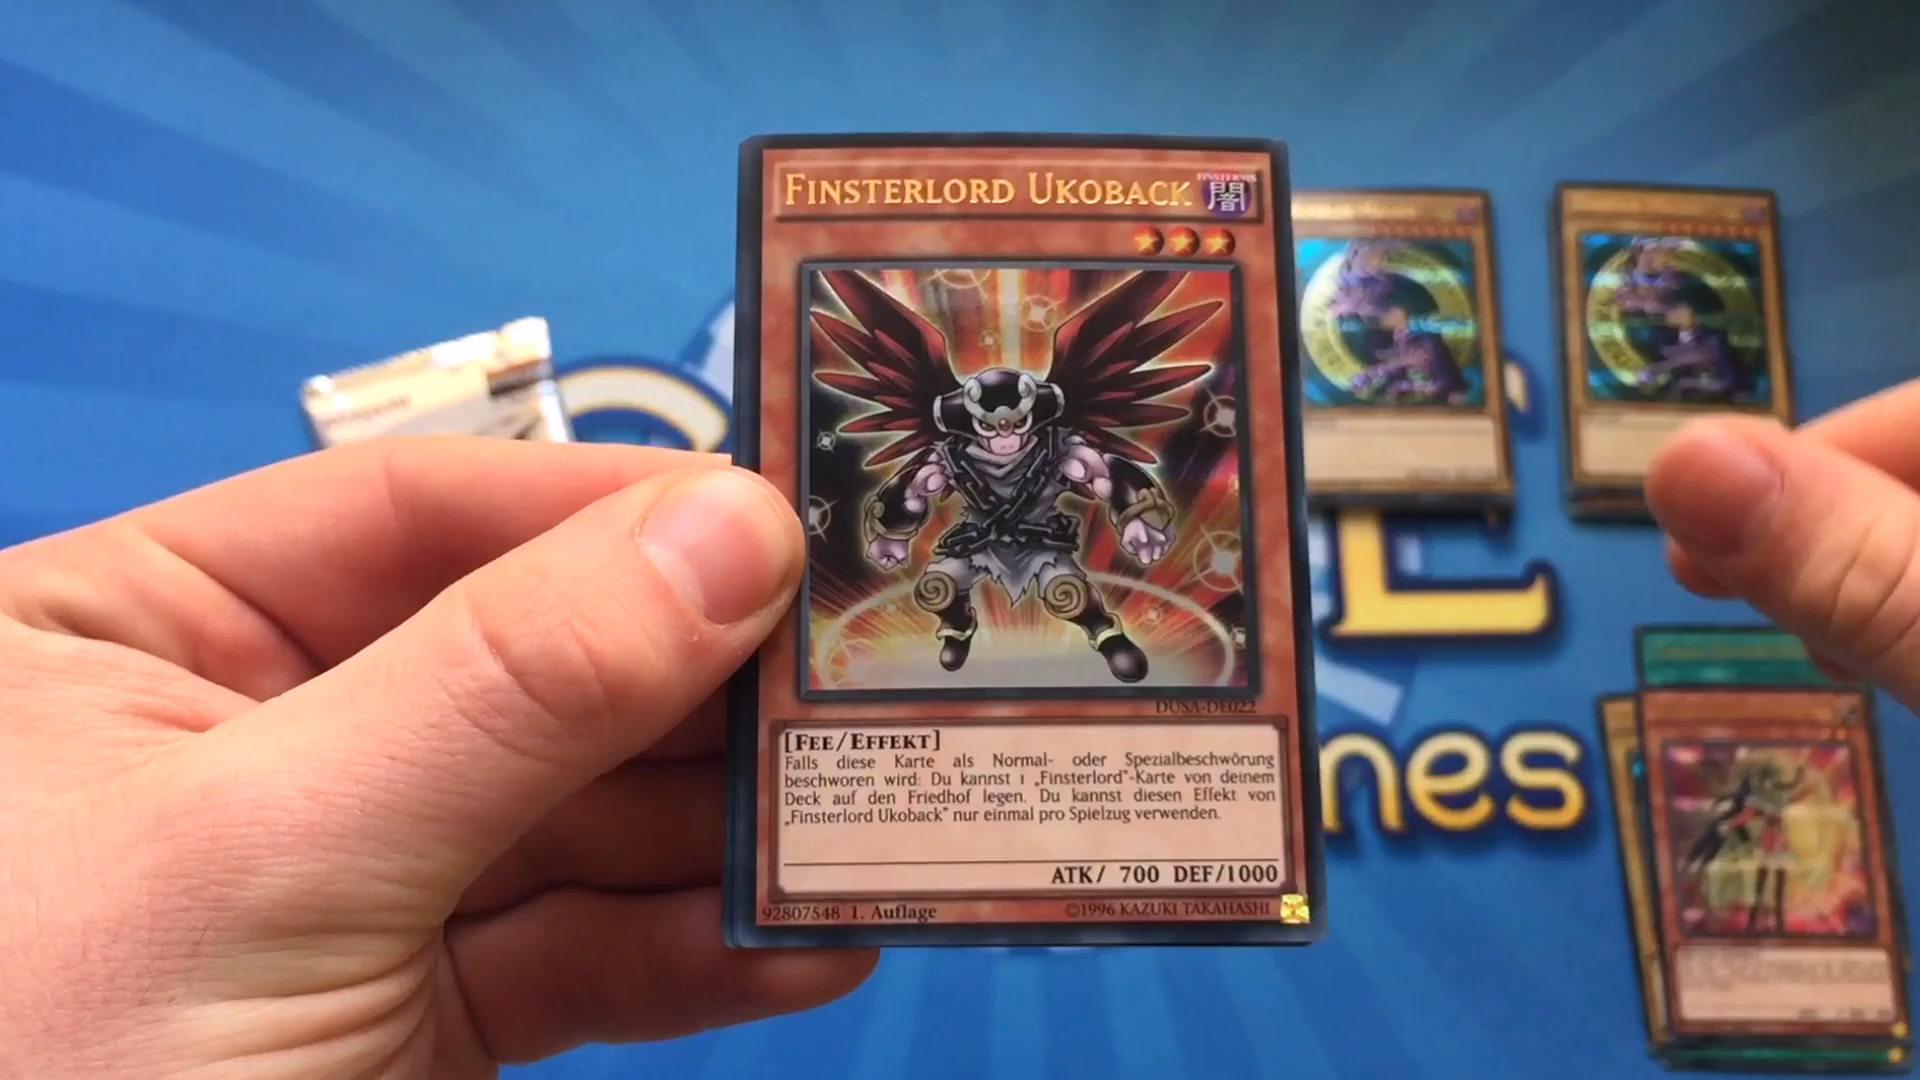 FINSTERLORD UKOBACK
FINSTERNIS
闇
DUSA-DE022
[FEE/EFFEKT]
Falls diese Karte als Normal- oder Spezialbeschwörung
beschworen wird: Du kannst 1 „Finsterlord"-Karte von deinem
Deck auf den Friedhof legen. Du kannst diesen Effekt von
„Finsterlord Ukoback" nur einmal pro Spielzug verwenden.
ATK/ 700 DEF/1000
92807548 1. Auflage
©1996 KAZUKI TAKAHASHI
nes